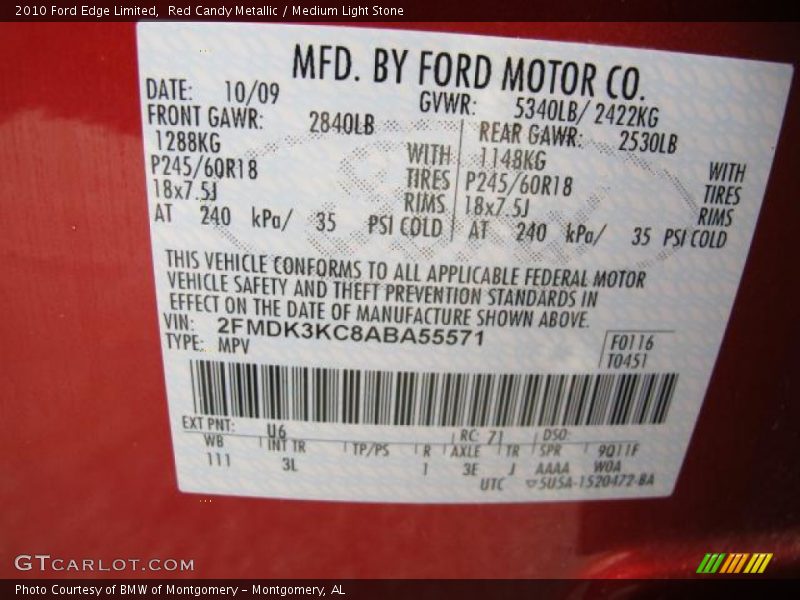 2010 Ford Edge Limited,  Red Candy Metallic / Medium Light Stone
MFD. BY FORD MOTOR CO.
DATE: 10/09 GVWR: 5340LB/ 2422KG
FRONT GAWR: 2840LB REAR GAWR: 2530LB
1288KG WITH 1148KG WITH
P245/60R18 TIRES P245/60R18 TIRES
18x7.5J RIMS 18x7.5J RIMS
AT 240 kPa/ 35 PSI COLD AT 240 kPa/ 35 PSI COLD
THIS VEHICLE CONFORMS TO ALL APPLICABLE FEDERAL MOTOR
VEHICLE SAFETY AND THEFT PREVENTION STANDARDS IN
EFFECT ON THE DATE OF MANUFACTURE SHOWN ABOVE.
VIN: 2FMDK3KC8ABA55571
TYPE: MPV F0116
T0451
EXT PNT: U6 RC: 71 DSO:
WB INT TR TP/PS R AXLE TR SPR 9Q11F
111 3L 1 3E J AAAA W0A
UTC 5U5A-1520472-BA
GTCARLOT.COM
Photo Courtesy of BMW of Montgomery – Montgomery, AL